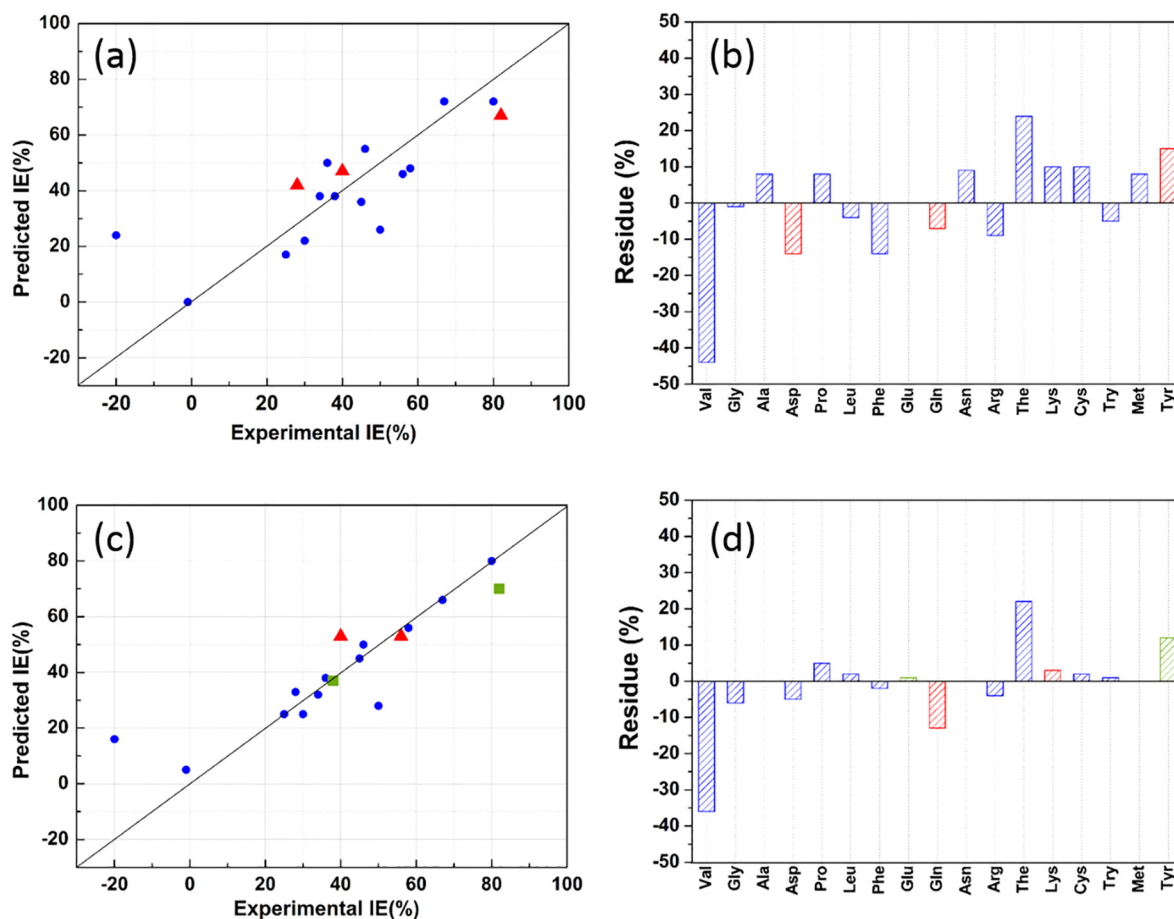 (a)
100
80
60
40
20
0
-20
Predicted IE(%)
-20 0 20 40 60 80 100
Experimental IE(%)
(b)
50
40
30
20
10
0
-10
-20
-30
-40
-50
Residue (%)
Val Gly Ala Asp Pro Leu Phe Glu Gln Asn Arg The Lys Cys Try Met Tyr
(c)
100
80
60
40
20
0
-20
Predicted IE(%)
-20 0 20 40 60 80 100
Experimental IE(%)
(d)
50
40
30
20
10
0
-10
-20
-30
-40
-50
Residue (%)
Val Gly Ala Asp Pro Leu Phe Glu Gln Asn Arg The Lys Cys Try Met Tyr